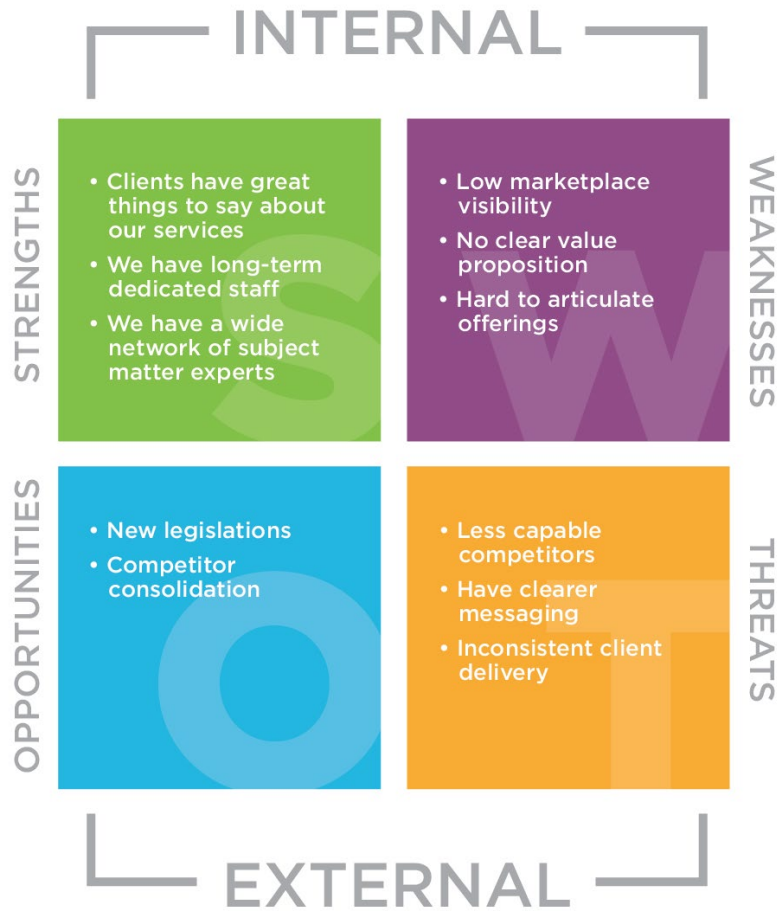 INTERNAL
STRENGTHS
• Clients have great
things to say about
our services
• We have long-term
dedicated staff
• We have a wide
network of subject
matter experts
S
WEAKNESSES
• Low marketplace
visibility
• No clear value
proposition
• Hard to articulate
offerings
W
OPPORTUNITIES
• New legislations
• Competitor
consolidation
O
THREATS
• Less capable
competitors
• Have clearer
messaging
• Inconsistent client
delivery
T
EXTERNAL